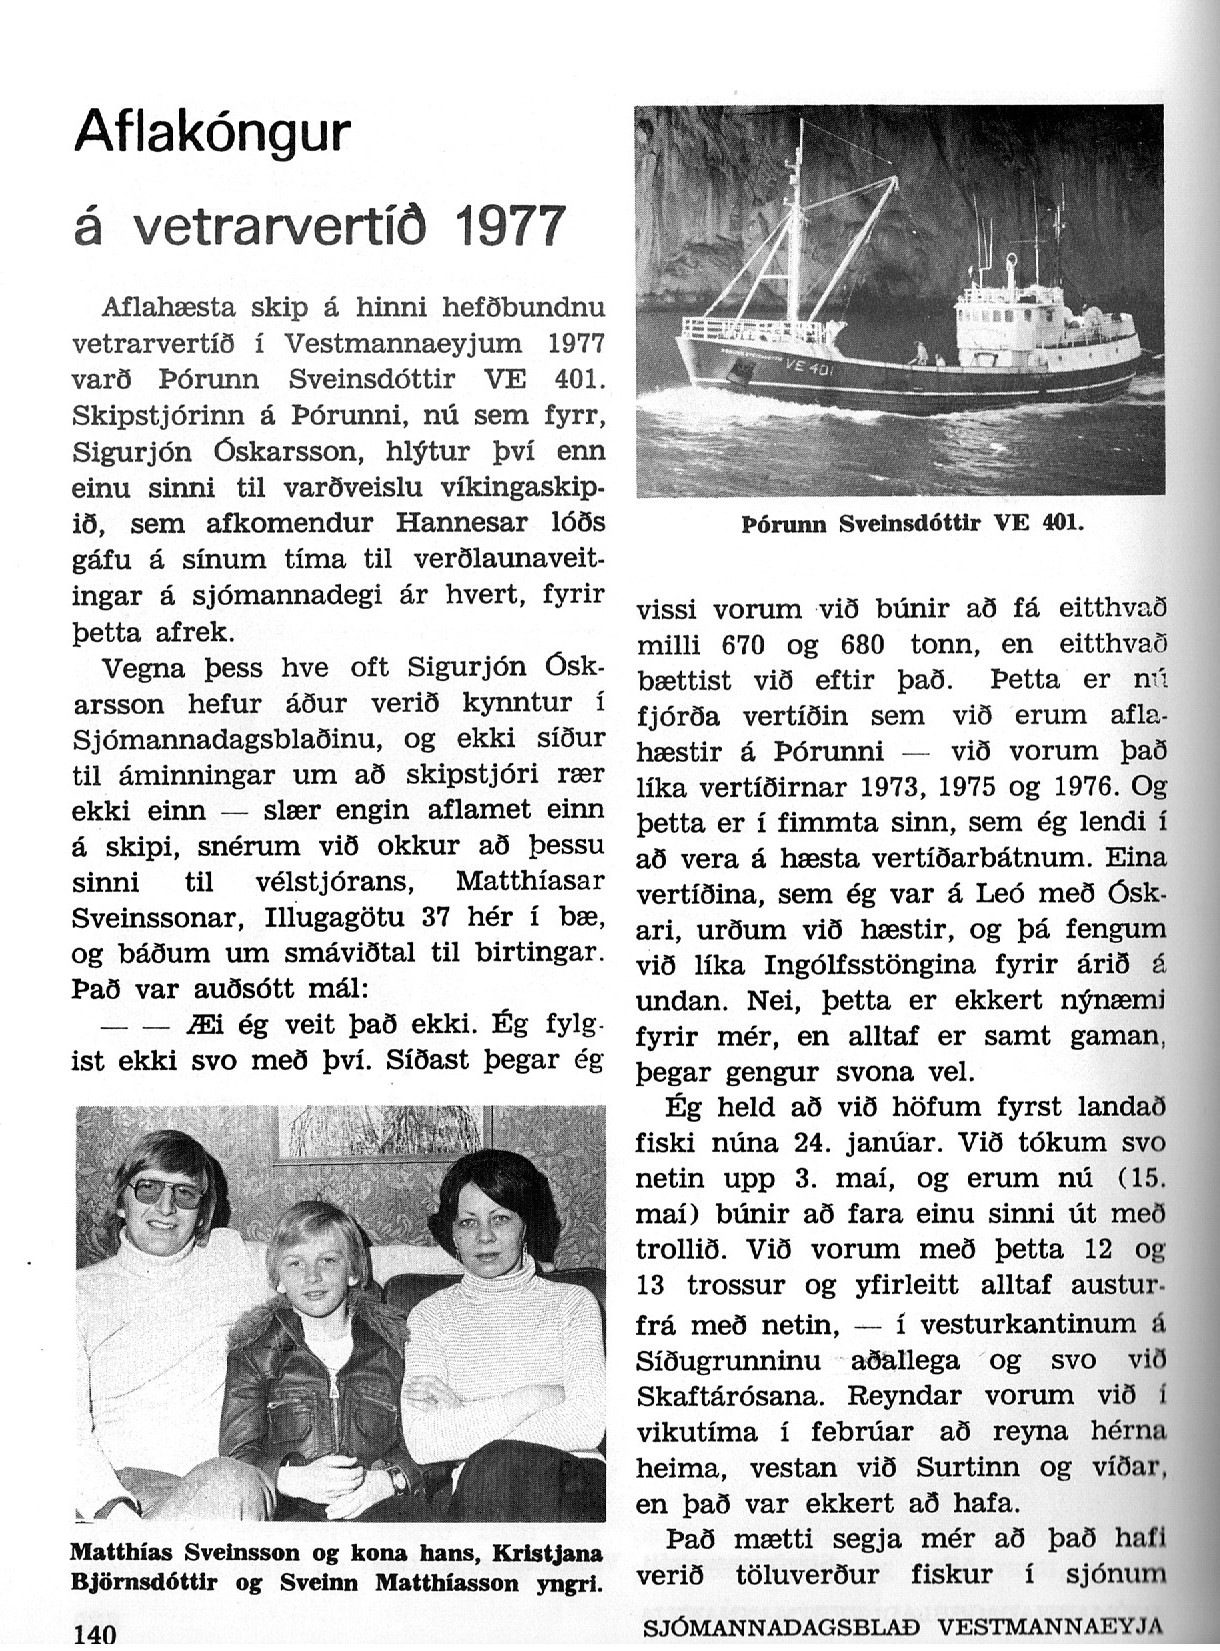 Aflakóngur
á vetrarvertíð 1977
Aflahæsta skip á hinni hefðbundnu
vetrarvertíð í Vestmannaeyjum 1977
varð Þórunn Sveinsdóttir VE 401.
Skipstjórinn á Þórunni, nú sem fyrr,
Sigurjón Óskarsson, hlýtur því enn
einu sinni til varðveislu víkingaskip-
ið, sem afkomendur Hannesar lóðs
gáfu á sínum tíma til verðlaunaveit-
ingar á sjómannadegi ár hvert, fyrir
þetta afrek.
Vegna þess hve oft Sigurjón Ósk-
arsson hefur áður verið kynntur í
Sjómannadagsblaðinu, og ekki síður
til áminningar um að skipstjóri rær
ekki einn — slær engin aflamet einn
á skipi, snérum við okkur að þessu
sinni til vélstjórans, Matthíasar
Sveinssonar, Illugagötu 37 hér í bæ,
og báðum um smáviðtal til birtingar.
Það var auðsótt mál:
— — Æi ég veit það ekki. Ég fylg-
ist ekki svo með því. Síðast þegar ég
Matthías Sveinsson og kona hans, Kristjana
Björnsdóttir og Sveinn Matthíasson yngri.
140
VE 401
Þórunn Sveinsdóttir VE 401.
vissi vorum við búnir að fá eitthvað
milli 670 og 680 tonn, en eitthvað
bættist við eftir það. Þetta er nú
fjórða vertíðin sem við erum afla-
hæstir á Þórunni — við vorum það
líka vertíðirnar 1973, 1975 og 1976. Og
þetta er í fimmta sinn, sem ég lendi í
að vera á hæsta vertíðarbátnum. Eina
vertíðina, sem ég var á Leó með Ósk-
ari, urðum við hæstir, og þá fengum
við líka Ingólfsstöngina fyrir árið á
undan. Nei, þetta er ekkert nýnæmi
fyrir mér, en alltaf er samt gaman,
þegar gengur svona vel.
Ég held að við höfum fyrst landað
fiski núna 24. janúar. Við tókum svo
netin upp 3. maí, og erum nú (15.
maí) búnir að fara einu sinni út með
trollið. Við vorum með þetta 12 og
13 trossur og yfirleitt alltaf austur-
frá með netin, — í vesturkantinum á
Síðugrunninu aðallega og svo við
Skaftárósana. Reyndar vorum við í
vikutíma í febrúar að reyna hérna
heima, vestan við Surtinn og víðar,
en það var ekkert að hafa.
Það mætti segja mér að það hafi
verið töluverður fiskur í sjónum
SJÓMANNADAGSBLAÐ VESTMANNAEYJA